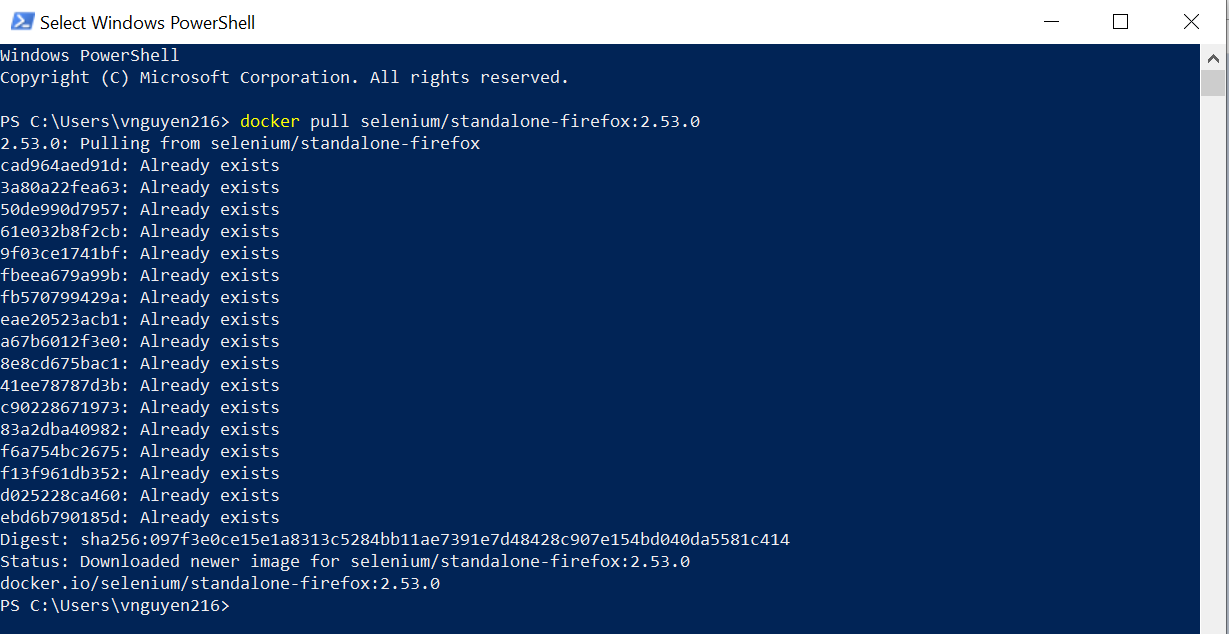 Select Windows PowerShell
Windows PowerShell
Copyright (C) Microsoft Corporation. All rights reserved.
PS C:\Users\vnguyen216> docker pull selenium/standalone-firefox:2.53.0
2.53.0: Pulling from selenium/standalone-firefox
cad964aed91d: Already exists
3a80a22fea63: Already exists
50de990d7957: Already exists
61e032b8f2cb: Already exists
9f03ce1741bf: Already exists
fbeea679a99b: Already exists
fb570799429a: Already exists
eae20523acb1: Already exists
a67b6012f3e0: Already exists
8e8cd675bac1: Already exists
41ee78787d3b: Already exists
c90228671973: Already exists
83a2dba40982: Already exists
f6a754bc2675: Already exists
f13f961db352: Already exists
d025228ca460: Already exists
ebd6b790185d: Already exists
Digest: sha256:097f3e0ce15e1a8313c5284bb11ae7391e7d48428c907e154bd040da5581c414
Status: Downloaded newer image for selenium/standalone-firefox:2.53.0
docker.io/selenium/standalone-firefox:2.53.0
PS C:\Users\vnguyen216>